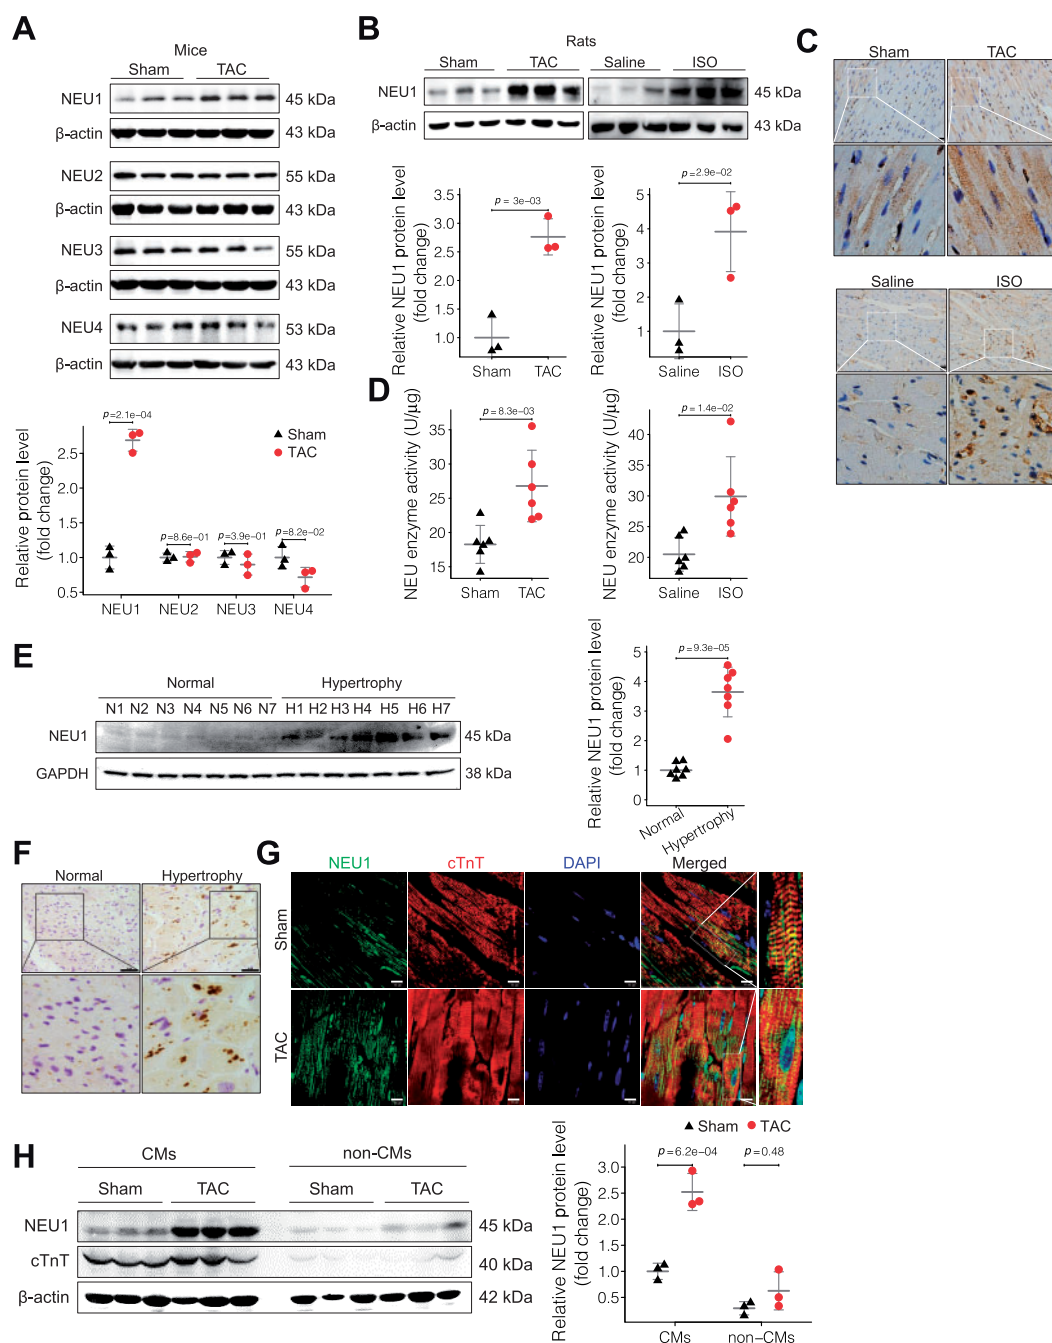 A
Mice
Sham TAC
NEU1 45 kDa
β-actin 43 kDa
NEU2 55 kDa
β-actin 43 kDa
NEU3 55 kDa
β-actin 43 kDa
NEU4 53 kDa
β-actin 43 kDa
Relative protein level
(fold change)
p=2.1e-04
Sham
TAC
2.5
2.0
1.5
1.0
0.5
p=8.6e-01
p=3.9e-01
p=8.2e-02
NEU1 NEU2 NEU3 NEU4
B
Rats
Sham TAC Saline ISO
NEU1 45 kDa
β-actin 43 kDa
Relative NEU1 protein level
(fold change)
3.5
3.0
2.5
2.0
1.5
1.0
p = 3e-03
Sham TAC
Relative NEU1 protein level
(fold change)
5
4
3
2
1
p=2.9e-02
Saline ISO
C
Sham TAC
Saline ISO
D
NEU enzyme activity (U/μg)
35
30
25
20
15
p=8.3e-03
Sham TAC
NEU enzyme activity (U/μg)
40
30
20
p=1.4e-02
Saline ISO
E
Normal Hypertrophy
N1 N2 N3 N4 N5 N6 N7 H1 H2 H3 H4 H5 H6 H7
NEU1 45 kDa
GAPDH 38 kDa
Relative NEU1 protein level
(fold change)
5
4
3
2
1
0
p=9.3e-05
Normal Hypertrophy
F
Normal Hypertrophy
G
NEU1 cTnT DAPI Merged
Sham
TAC
H
CMs non-CMs
Sham TAC Sham TAC
NEU1 45 kDa
cTnT 40 kDa
β-actin 42 kDa
Relative NEU1 protein level
(fold change)
Sham TAC
3.0
2.5
2.0
1.5
1.0
0.5
p=6.2e-04
p=0.48
CMs non-CMs